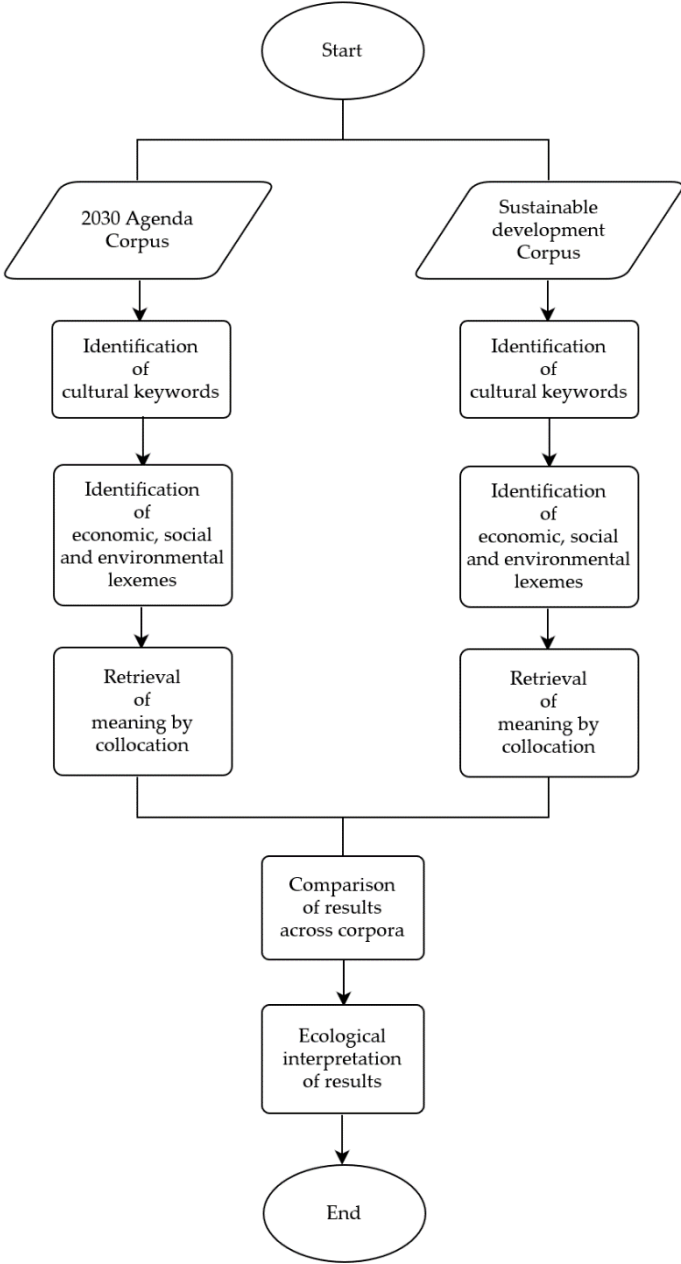 Start
2030 Agenda
Corpus
Sustainable
development
Corpus
Identification
of
cultural keywords
Identification
of
cultural keywords
Identification
of
economic, social
and environmental
lexemes
Identification
of
economic, social
and environmental
lexemes
Retrieval
of
meaning by
collocation
Retrieval
of
meaning by
collocation
Comparison
of results
across corpora
Ecological
interpretation
of results
End